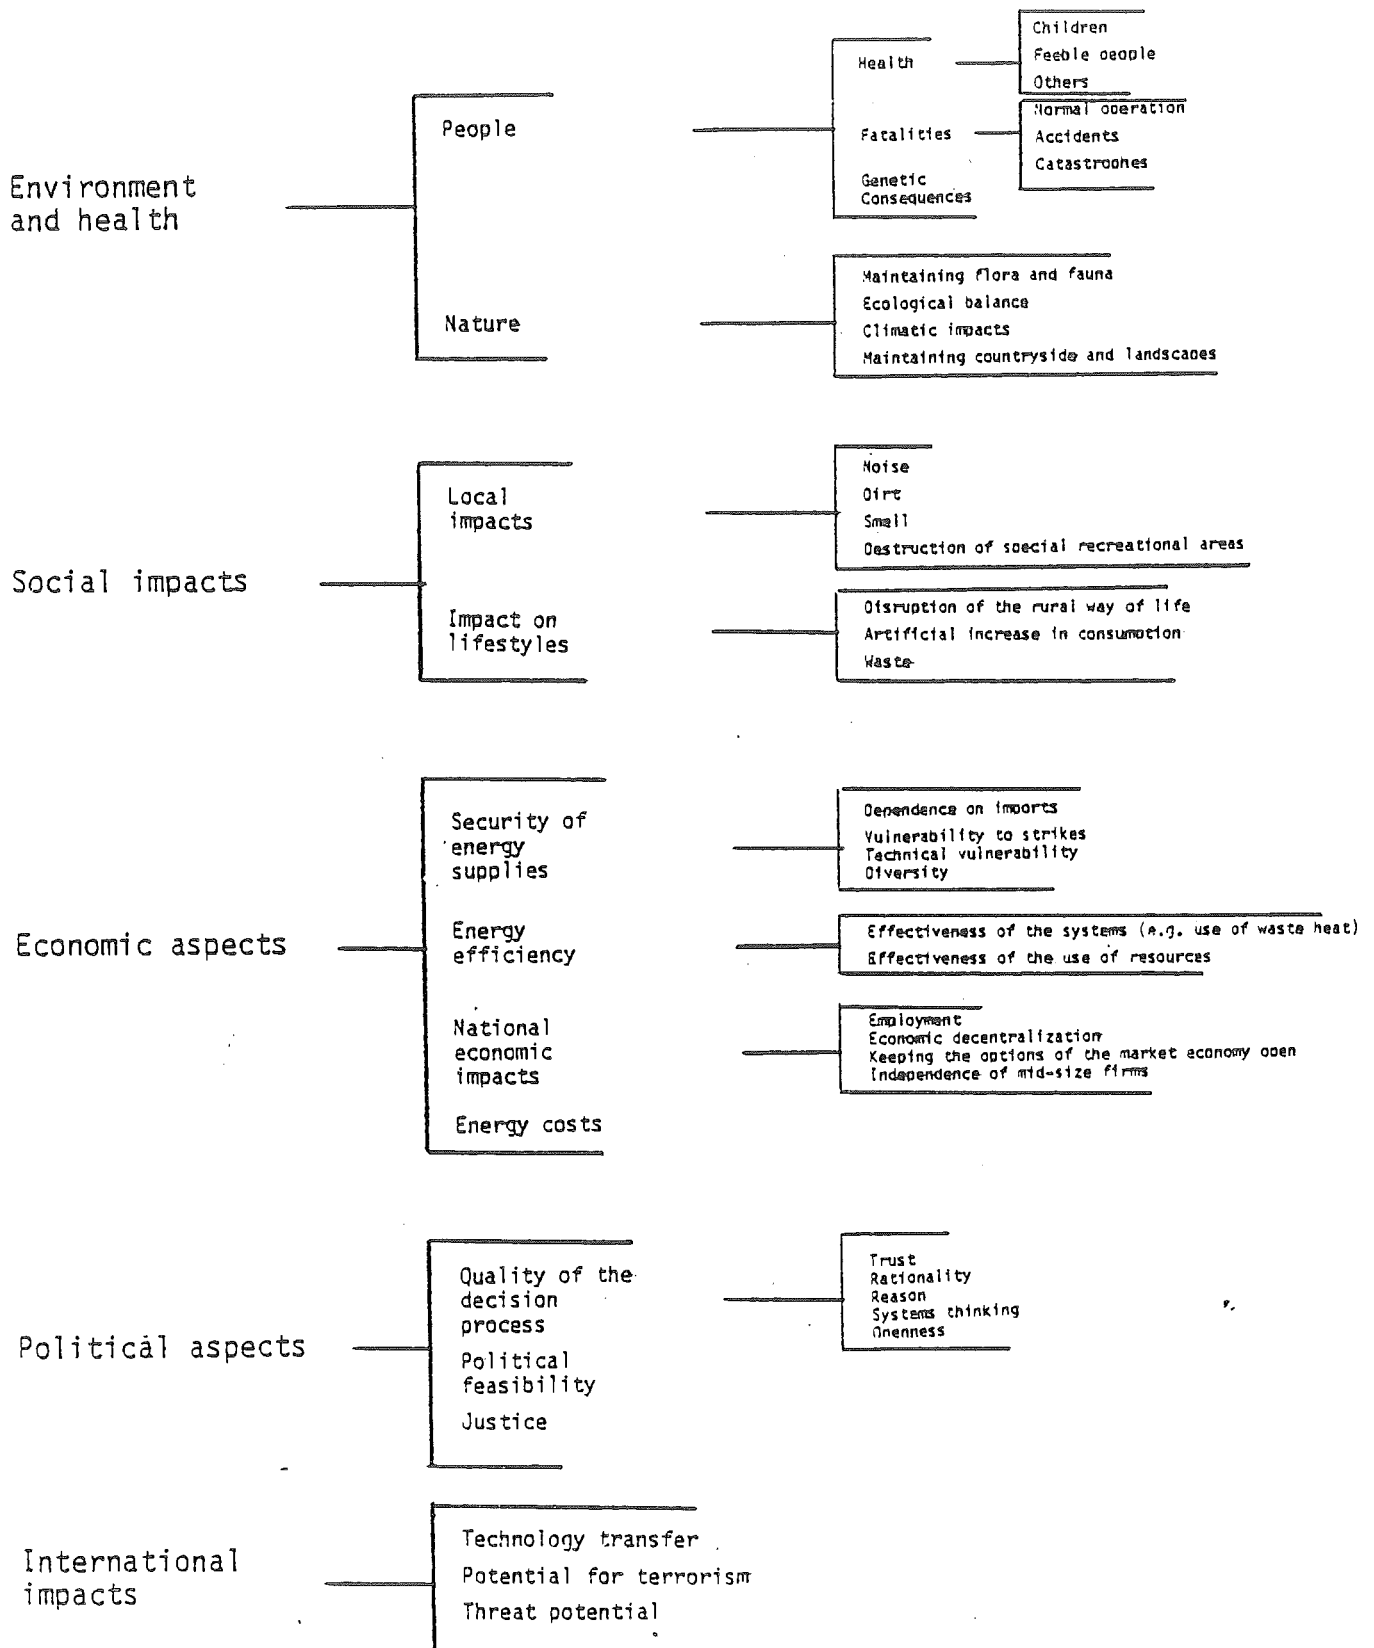 Environment
and health
People
Health
Children
Feeble people
Others
Fatalities
Normal operation
Accidents
Catastrophes
Genetic
Consequences
Nature
Maintaining flora and fauna
Ecological balance
Climatic impacts
Maintaining countryside and landscapes
Social impacts
Local
impacts
Noise
Dirt
Smell
Destruction of special recreational areas
Impact on
lifestyles
Disruption of the rural way of life
Artificial increase in consumption
Waste
Economic aspects
Security of
energy
supplies
Dependence on imports
Vulnerability to strikes
Technical vulnerability
Diversity
Energy
efficiency
Effectiveness of the systems (e.g. use of waste heat)
Effectiveness of the use of resources
National
economic
impacts
Employment
Economic decentralization
Keeping the options of the market economy open
Independence of mid-size firms
Energy costs
Political aspects
Quality of the
decision
process
Trust
Rationality
Reason
Systems thinking
Openness
Political
feasibility
Justice
International
impacts
Technology transfer
Potential for terrorism
Threat potential